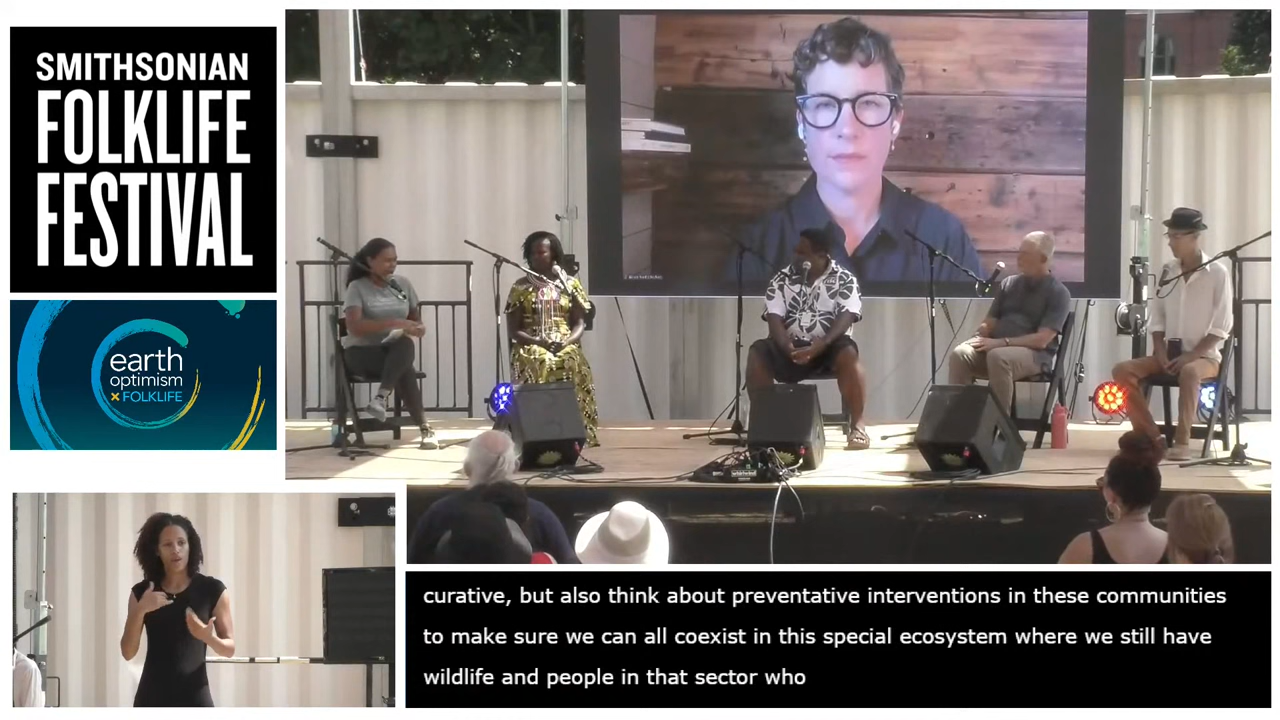 SMITHSONIAN
FOLKLIFE
FESTIVAL
earth
optimism
× FOLKLIFE
curative, but also think about preventative interventions in these communities
to make sure we can all coexist in this special ecosystem where we still have
wildlife and people in that sector who